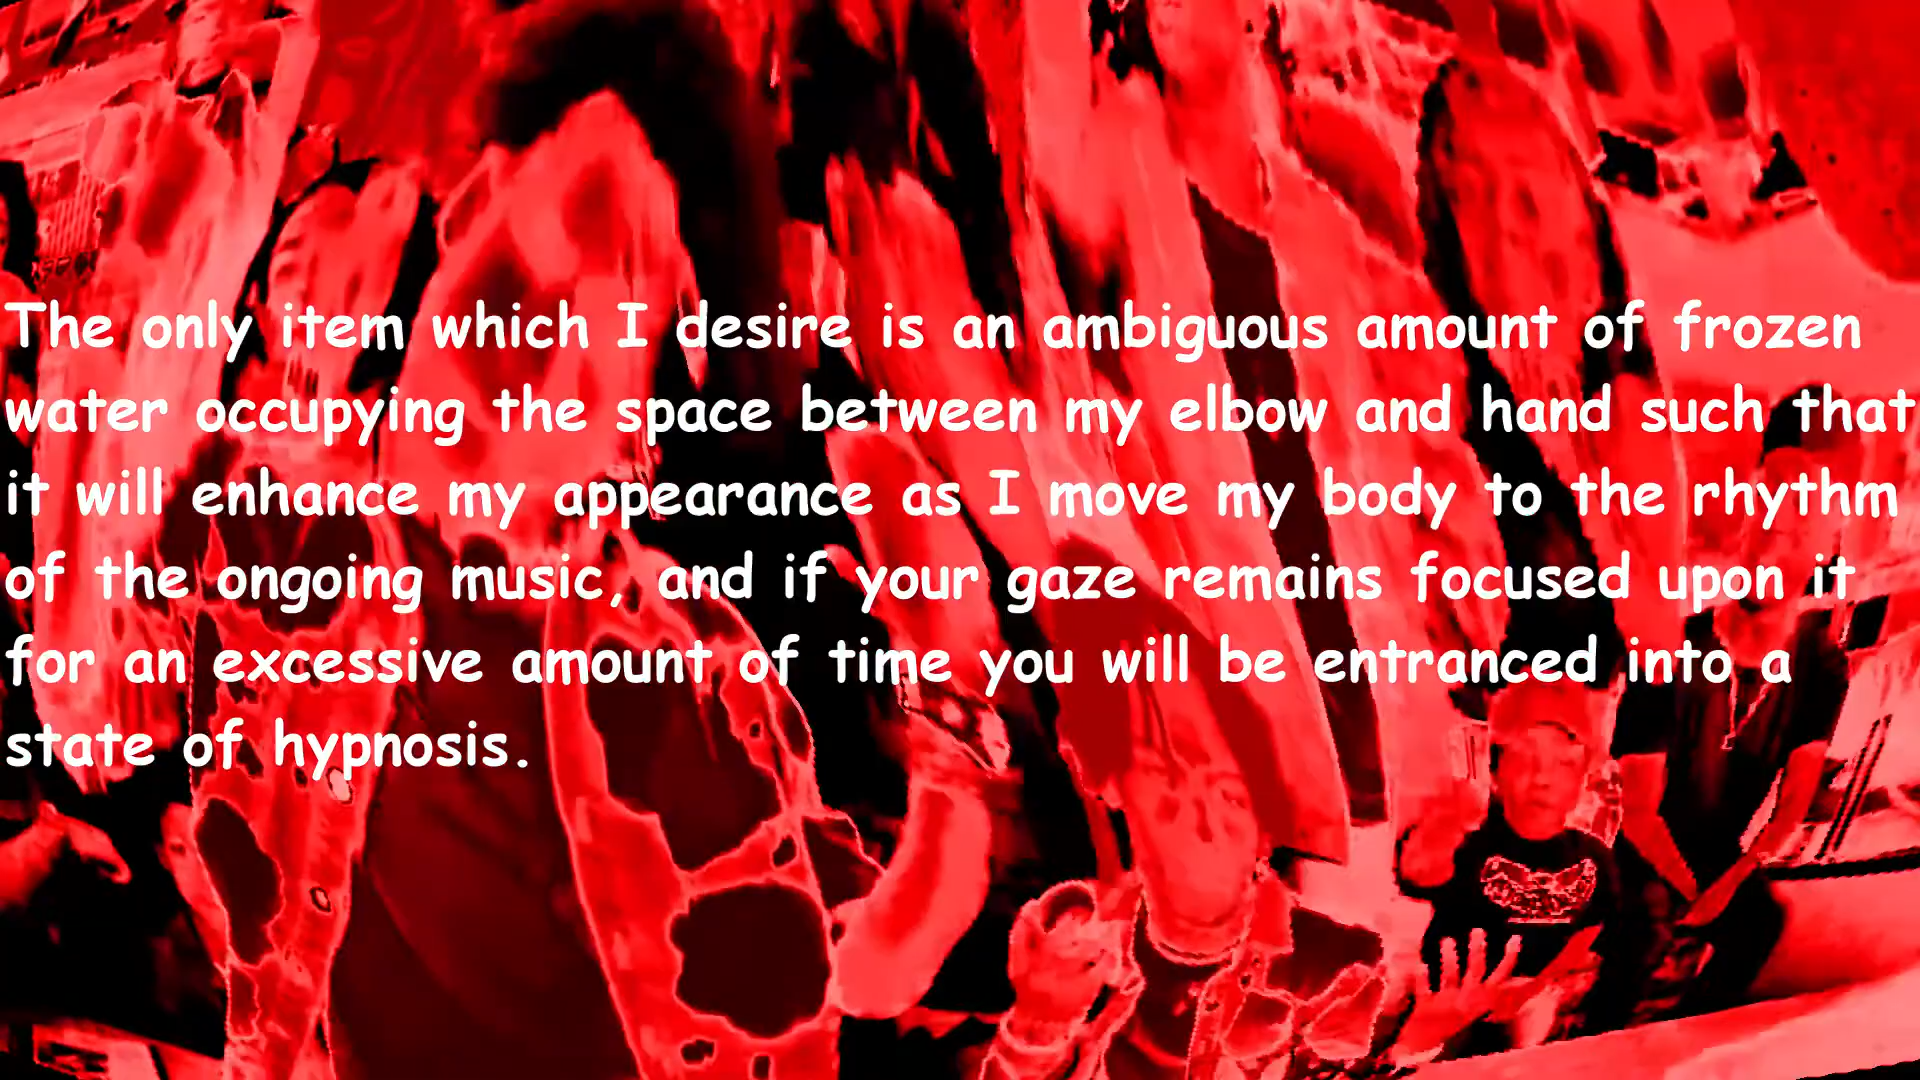 The only item which I desire is an ambiguous amount of frozen
water occupying the space between my elbow and hand such that
it will enhance my appearance as I move my body to the rhythm
of the ongoing music, and if your gaze remains focused upon it
for an excessive amount of time you will be entranced into a
state of hypnosis.